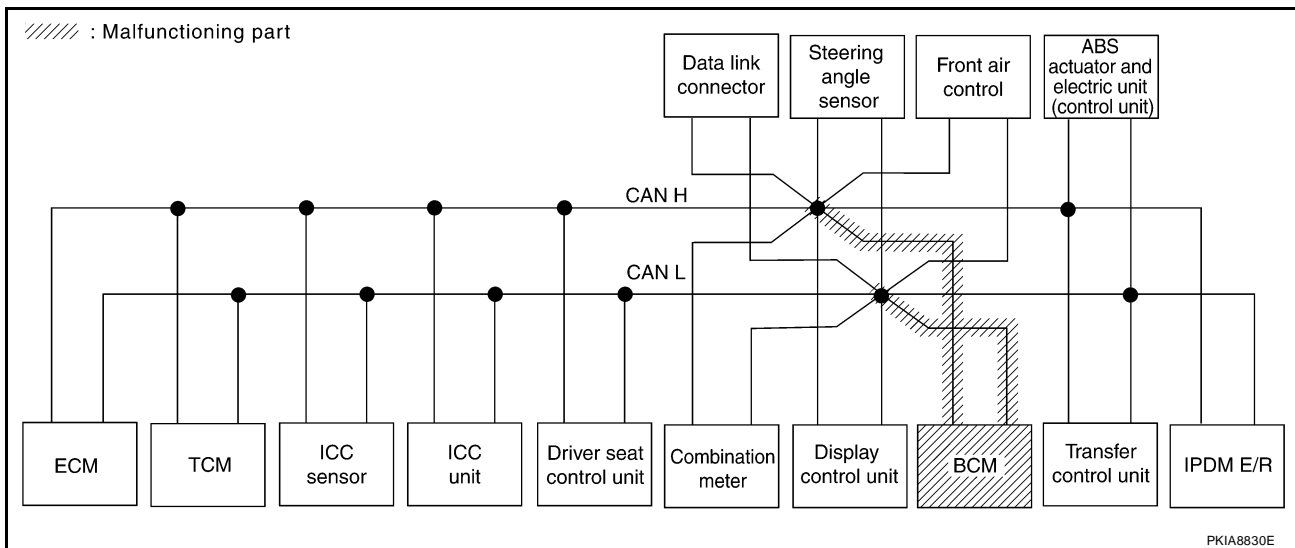 : Malfunctioning part
Data link
connector
Steering
angle
sensor
Front air
control
ABS
actuator and
electric unit
(control unit)
CAN H
CAN L
ECM
TCM
ICC
sensor
ICC
unit
Driver seat
control unit
Combination
meter
Display
control unit
BCM
Transfer
control unit
IPDM E/R
PKIA8830E